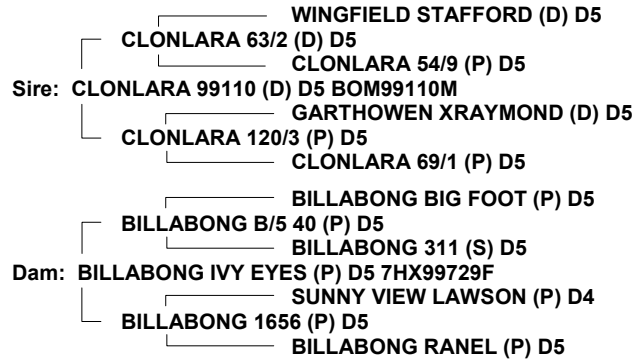 WINGFIELD STAFFORD (D) D5
CLONLARA 63/2 (D) D5
CLONLARA 54/9 (P) D5
Sire: CLONLARA 99110 (D) D5 BOM99110M
GARTHOWEN XRAYMOND (D) D5
CLONLARA 120/3 (P) D5
CLONLARA 69/1 (P) D5
BILLABONG BIG FOOT (P) D5
BILLABONG B/5 40 (P) D5
BILLABONG 311 (S) D5
Dam: BILLABONG IVY EYES (P) D5 7HX99729F
SUNNY VIEW LAWSON (P) D4
BILLABONG 1656 (P) D5
BILLABONG RANEL (P) D5